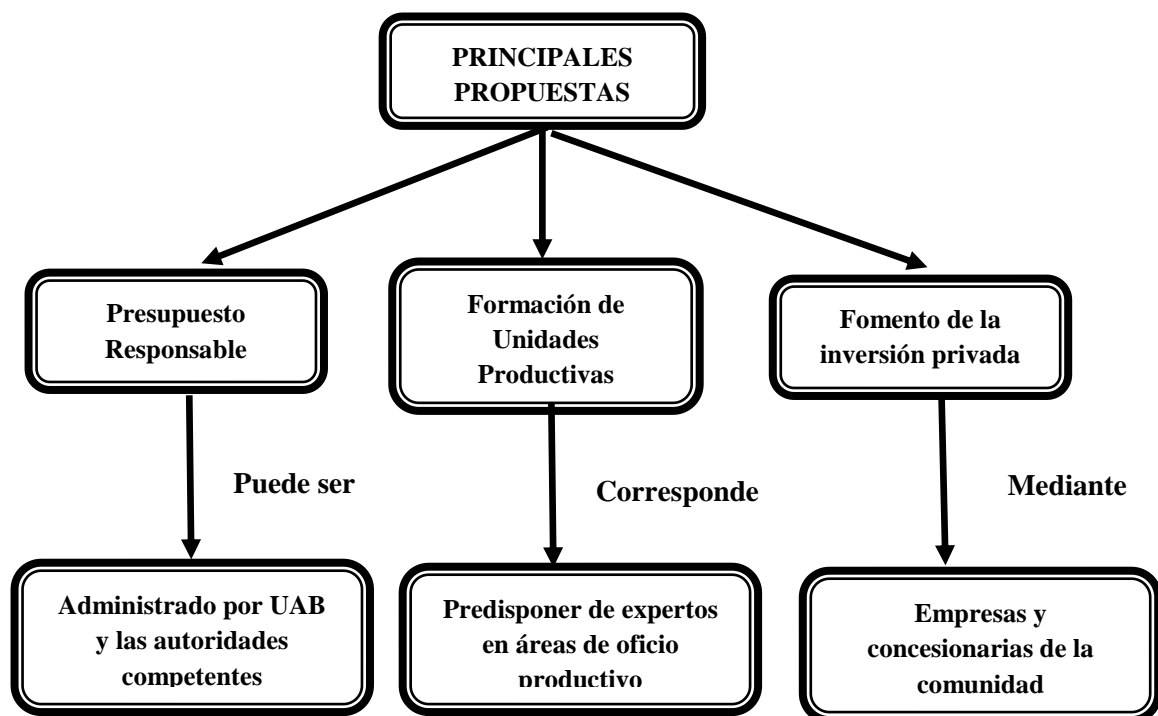 PRINCIPALES
PROPUESTAS
Presupuesto
Responsable
Formación de
Unidades
Productivas
Fomento de la
inversión privada
Puede ser
Corresponde
Mediante
Administrado por UAB
y las autoridades
competentes
Predisponer de expertos
en áreas de oficio
productivo
Empresas y
concesionarias de la
comunidad